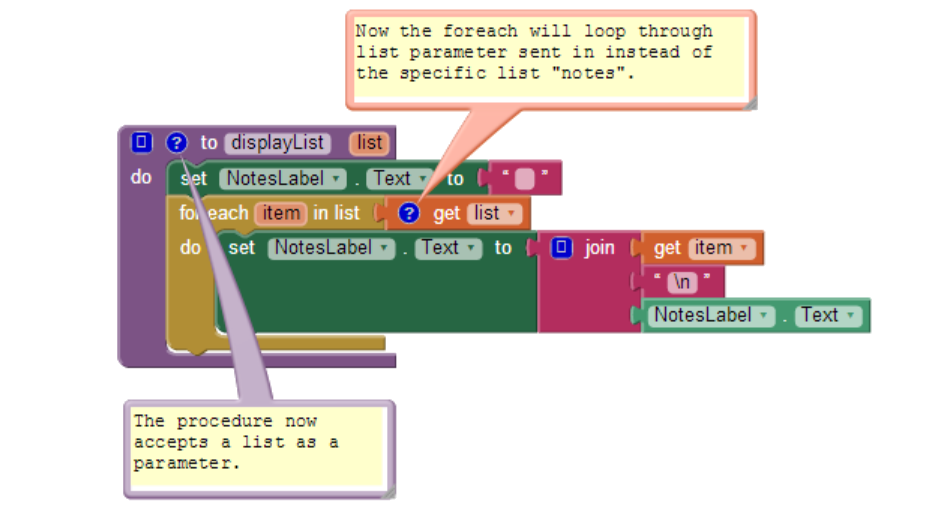 Now the foreach will loop through
list parameter sent in instead of
the specific list "notes".
? to displayList list
do set NotesLabel . Text to “ ”
for each item in list ? get list
do set NotesLabel . Text to join get item
“ \n ”
NotesLabel . Text
The procedure now
accepts a list as a
parameter.